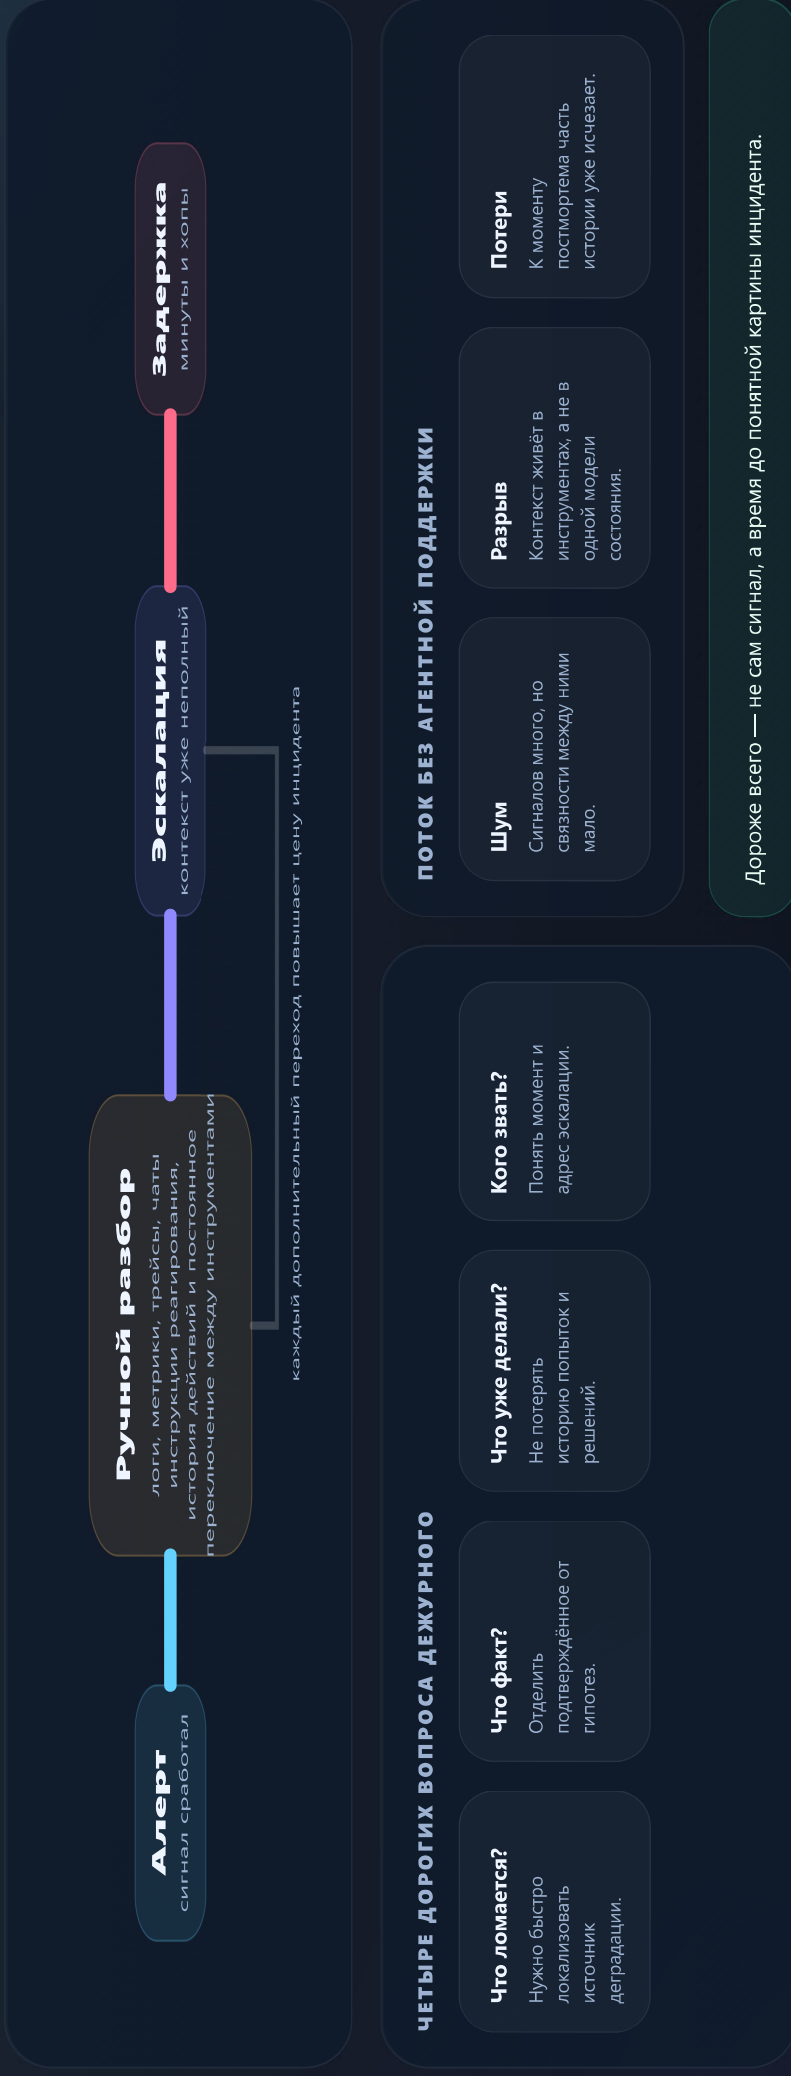 Алерт
сигнал сработал
Ручной разбор
логи, метрики, трейсы, чаты
инструкции реагирования,
история действий и постоянное
переключение между инструментами
Эскалация
контекст уже неполный
Задержка
минуты и хопы
каждый дополнительный переход повышает цену инцидента
ЧЕТЫРЕ ДОРОГИХ ВОПРОСА ДЕЖУРНОГО
Что ломается?
Нужно быстро
локализовать
источник
деградации.
Что факт?
Отделить
подтверждённое от
гипотез.
Что уже делали?
Не потерять
историю попыток и
решений.
Кого звать?
Понять момент и
адрес эскалации.
ПОТОК БЕЗ АГЕНТНОЙ ПОДДЕРЖКИ
Шум
Сигналов много, но
связности между ними
мало.
Разрыв
Контекст живёт в
инструментах, а не в
одной модели
состояния.
Потери
К моменту
постмортема часть
истории уже исчезает.
Дороже всего — не сам сигнал, а время до понятной картины инцидента.